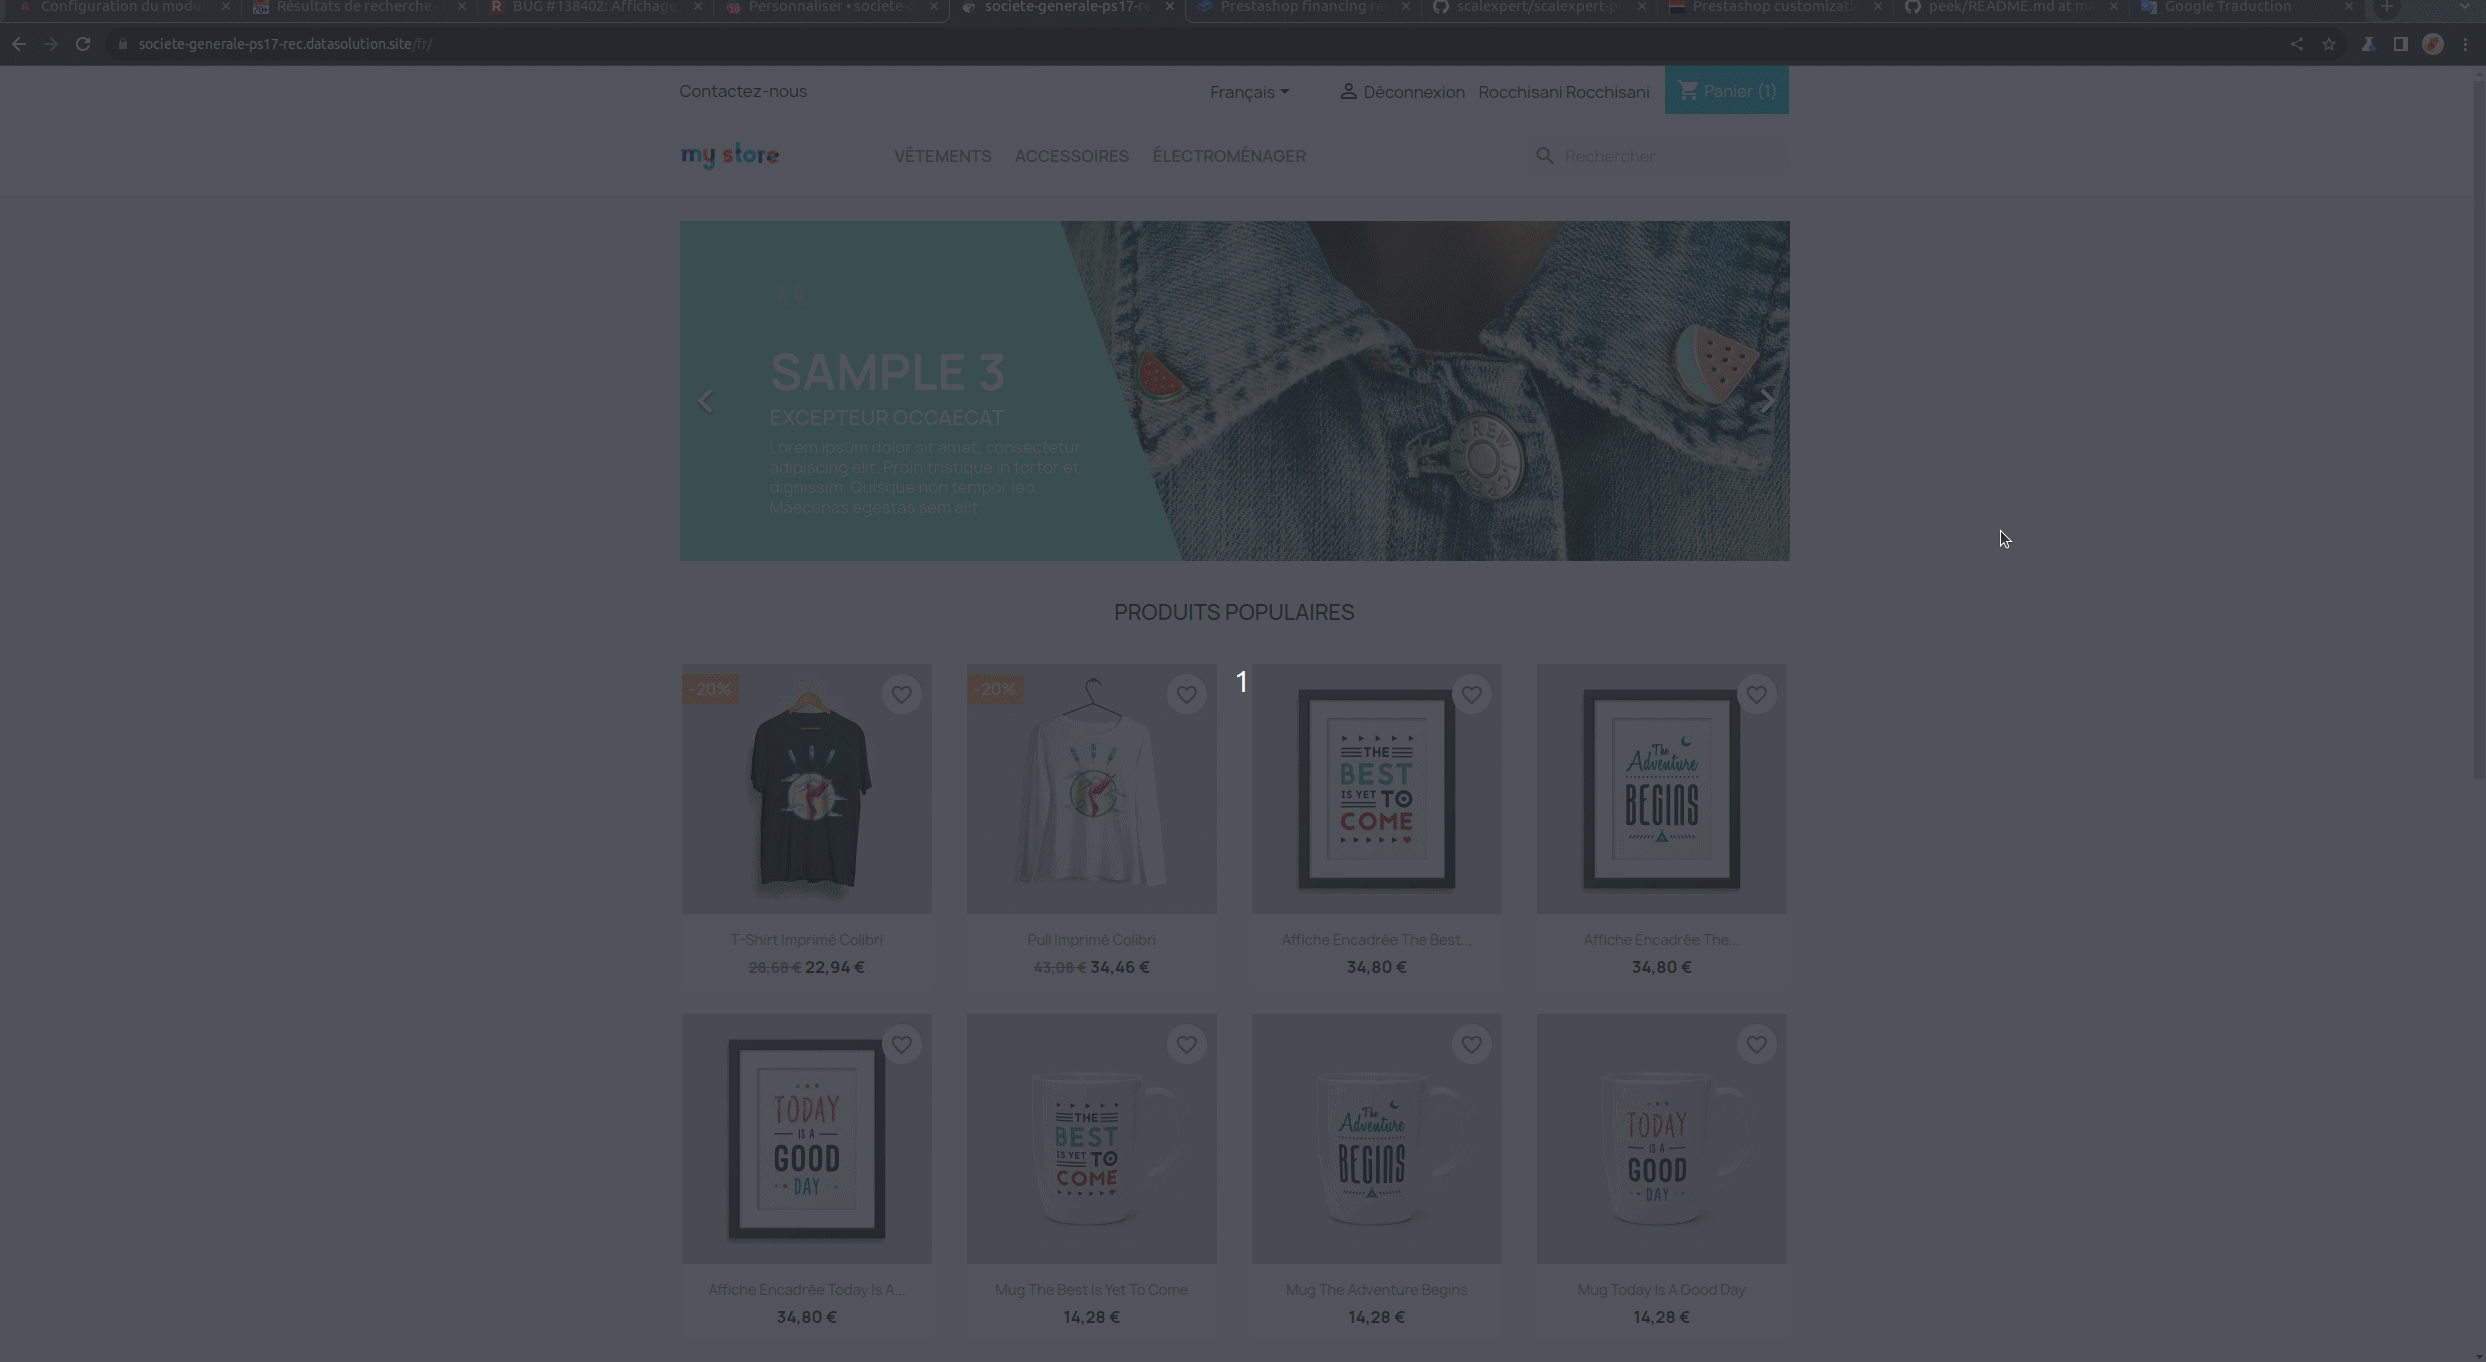 Configuration du modu
Résultats de recherche
BUG #138402: Affichage
Personnaliser • societe-g
societe-generale-ps17-re
Prestashop financing re
scalexpert/scalexpert-p
Prestashop customizati
peek/README.md at m
Google Traduction
societe-generale-ps17-rec.datasolution.site/fr/
Contactez-nous
Français
Déconnexion
Rocchisani Rocchisani
Panier (1)
my store
VÊTEMENTS
ACCESSOIRES
ÉLECTROMÉNAGER
Rechercher
SAMPLE 3
EXCEPTEUR OCCAECAT
Lorem ipsum dolor sit amet, consectetur
adipiscing elit. Proin tristique in tortor et
dignissim. Quisque non tempor leo.
Maecenas egestas sem elit
CREW
PRODUITS POPULAIRES
1
-20%
-20%
THE
BEST
IS YET TO
COME
The
Adventure
BEGINS
T-Shirt Imprimé Colibri
28,68 € 22,94 €
Pull Imprimé Colibri
43,08 € 34,46 €
Affiche Encadrée The Best...
34,80 €
Affiche Encadrée The...
34,80 €
TODAY
IS A
GOOD
DAY
THE
BEST
IS YET TO
COME
The
Adventure
BEGINS
TODAY
IS A
GOOD
DAY
Affiche Encadrée Today Is A...
34,80 €
Mug The Best Is Yet To Come
14,28 €
Mug The Adventure Begins
14,28 €
Mug Today Is A Good Day
14,28 €